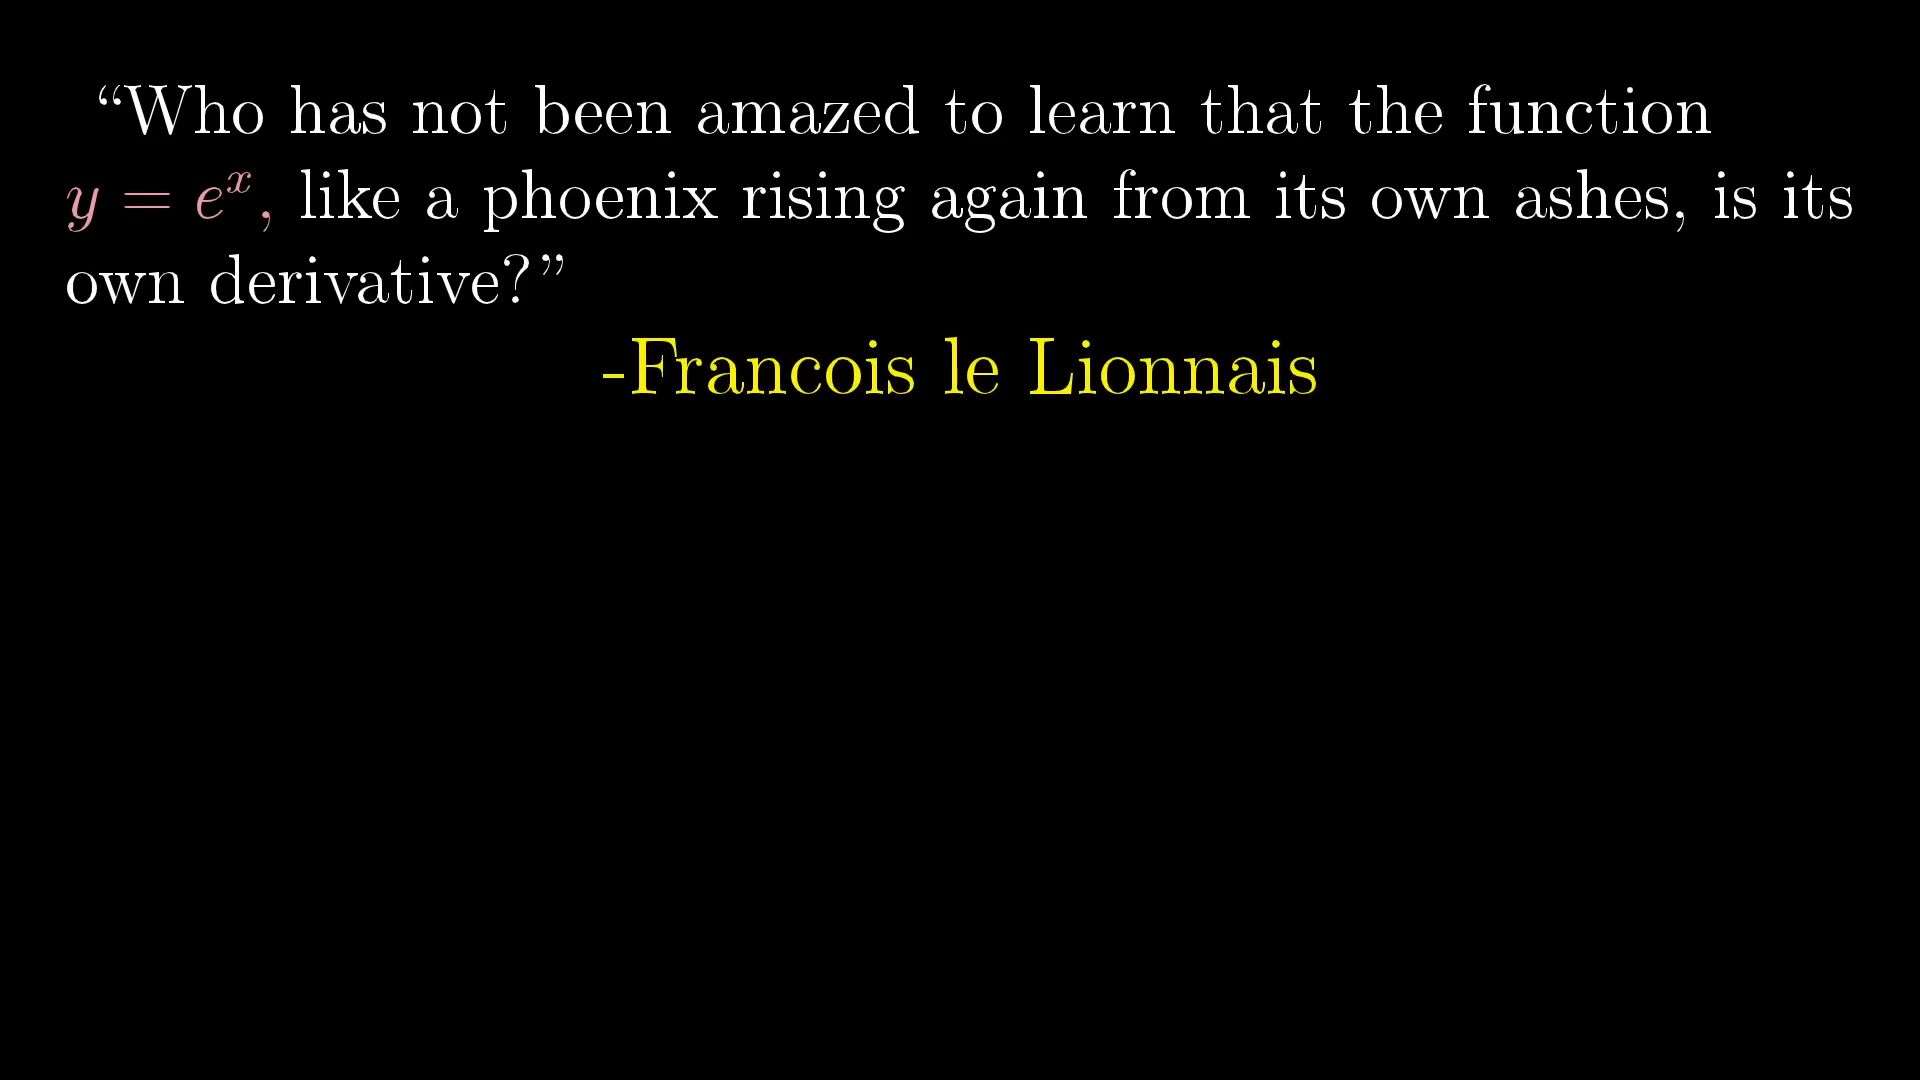 “Who has not been amazed to learn that the function
y = eˣ, like a phoenix rising again from its own ashes, is its
own derivative?”
-Francois le Lionnais